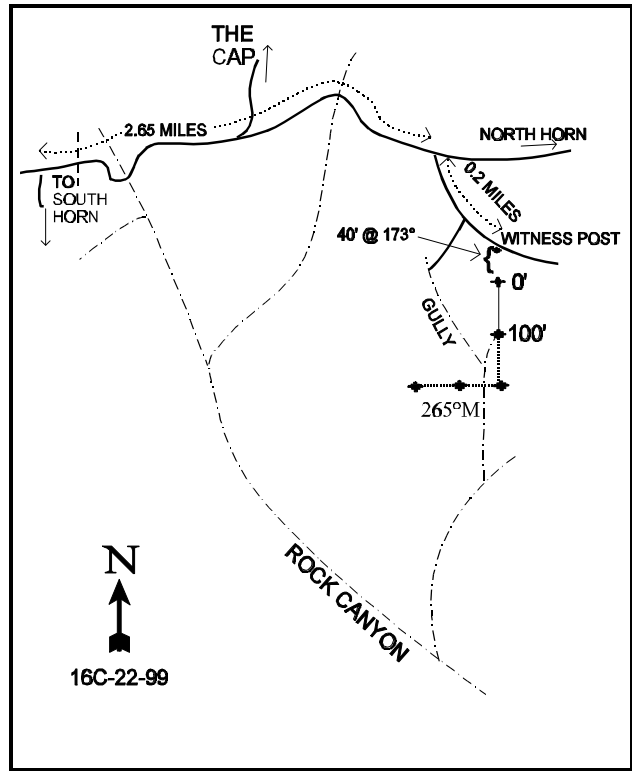 THE
CAP
2.65 MILES
NORTH HORN
TO
SOUTH
HORN
0.2 MILES
40' @ 173°
WITNESS POST
0'
GULLY
100'
265°M
ROCK CANYON
N
16C-22-99